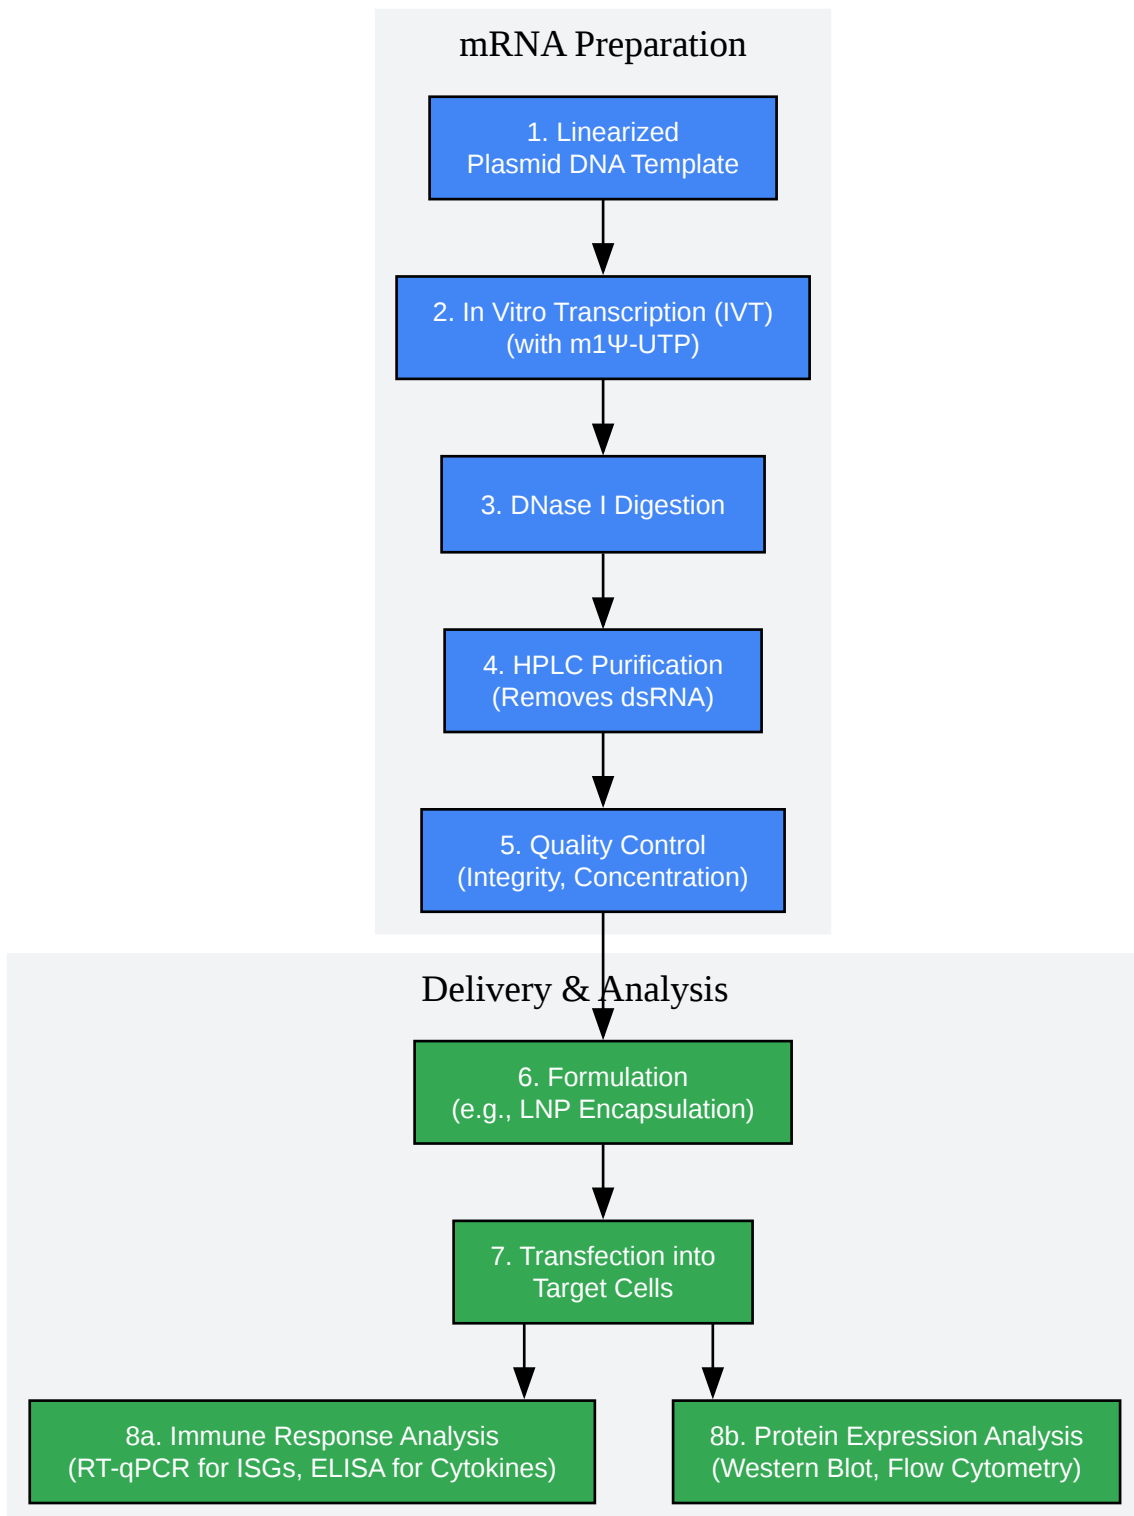 mRNA Preparation
1. Linearized
Plasmid DNA Template
2. In Vitro Transcription (IVT)
(with m1Ψ-UTP)
3. DNase I Digestion
4. HPLC Purification
(Removes dsRNA)
5. Quality Control
(Integrity, Concentration)
Delivery & Analysis
6. Formulation
(e.g., LNP Encapsulation)
7. Transfection into
Target Cells
8a. Immune Response Analysis
(RT-qPCR for ISGs, ELISA for Cytokines)
8b. Protein Expression Analysis
(Western Blot, Flow Cytometry)